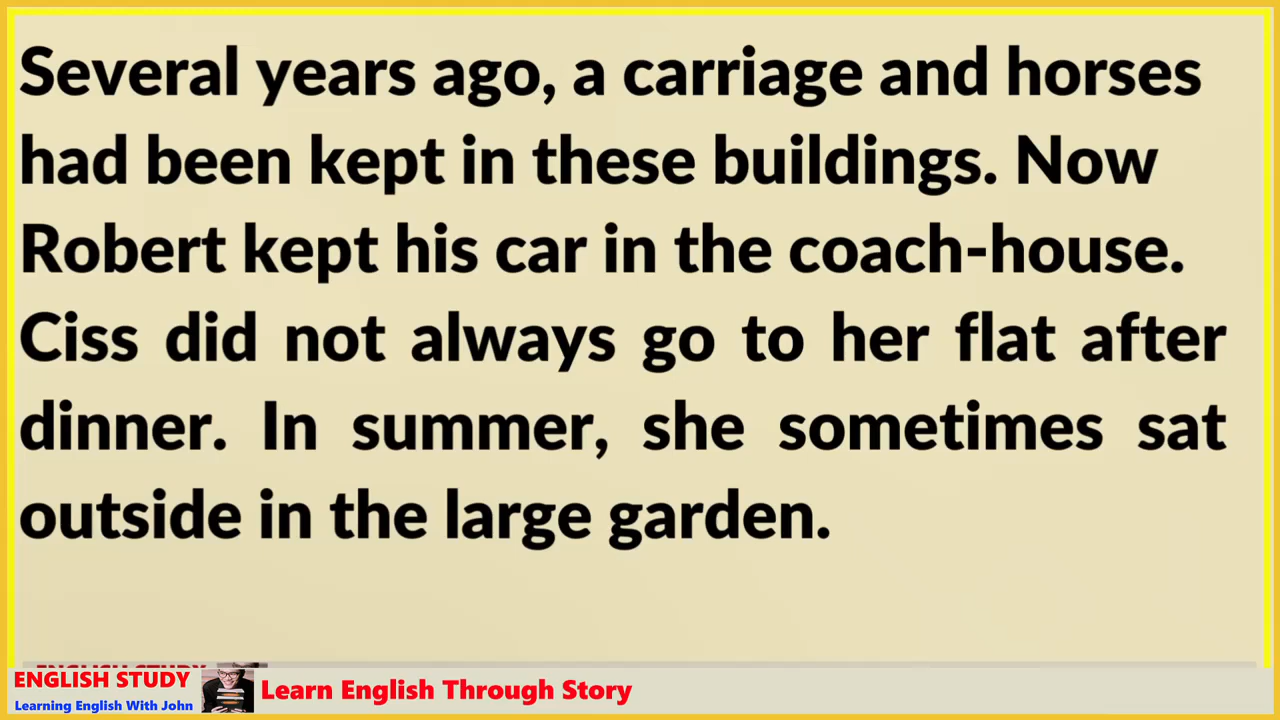 Several years ago, a carriage and horses
had been kept in these buildings. Now
Robert kept his car in the coach-house.
Ciss did not always go to her flat after
dinner. In summer, she sometimes sat
outside in the large garden.
ENGLISH STUDY
ENGLISH STUDY
Learning English With John
Learn English Through Story